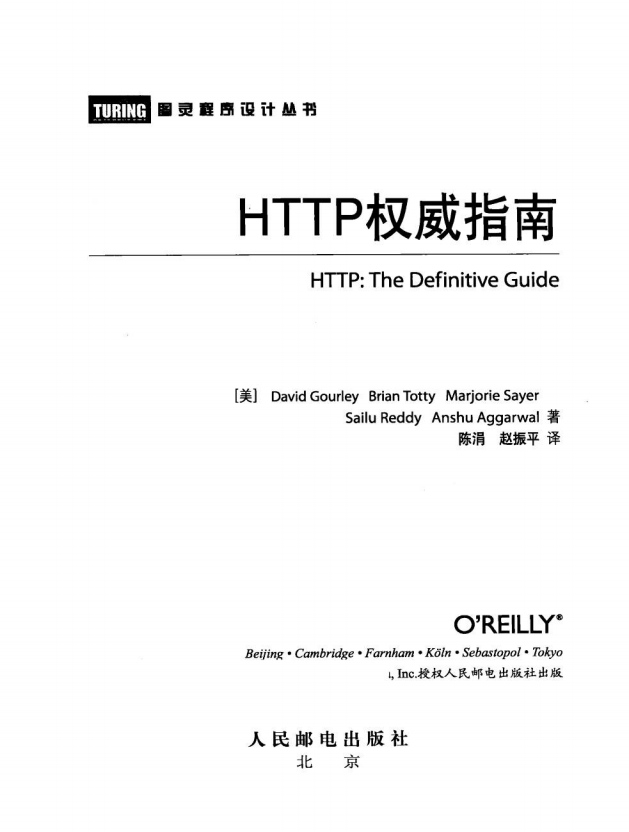 TURING 图灵程序设计丛书
HTTP权威指南
HTTP: The Definitive Guide
[美] David Gourley Brian Totty Marjorie Sayer
Sailu Reddy Anshu Aggarwal 著
陈涓 赵振平 译
O'REILLY®
Beijing • Cambridge • Farnham • Köln • Sebastopol • Tokyo
, Inc.授权人民邮电出版社出版
人民邮电出版社
北 京